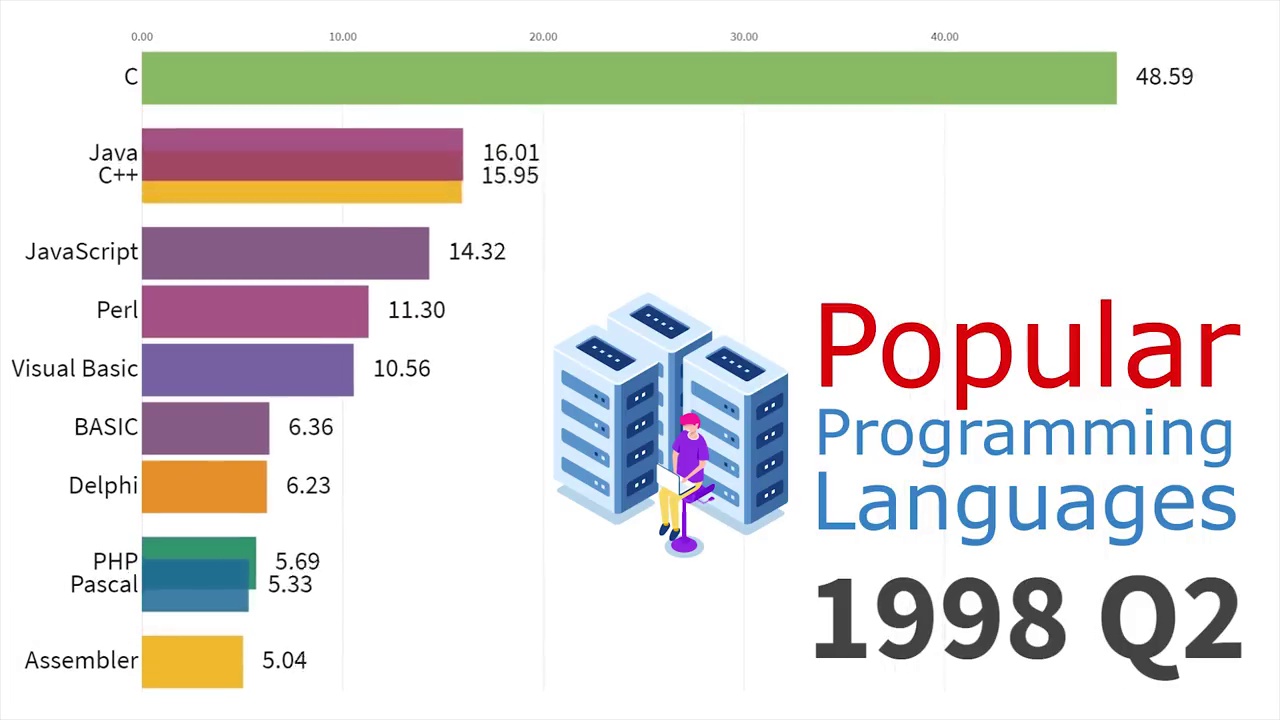 0.00 10.00 20.00 30.00 40.00
C 48.59
Java 16.01
C++ 15.95
JavaScript 14.32
Perl 11.30
Visual Basic 10.56
BASIC 6.36
Delphi 6.23
PHP 5.69
Pascal 5.33
Assembler 5.04
Popular
Programming
Languages
1998 Q2